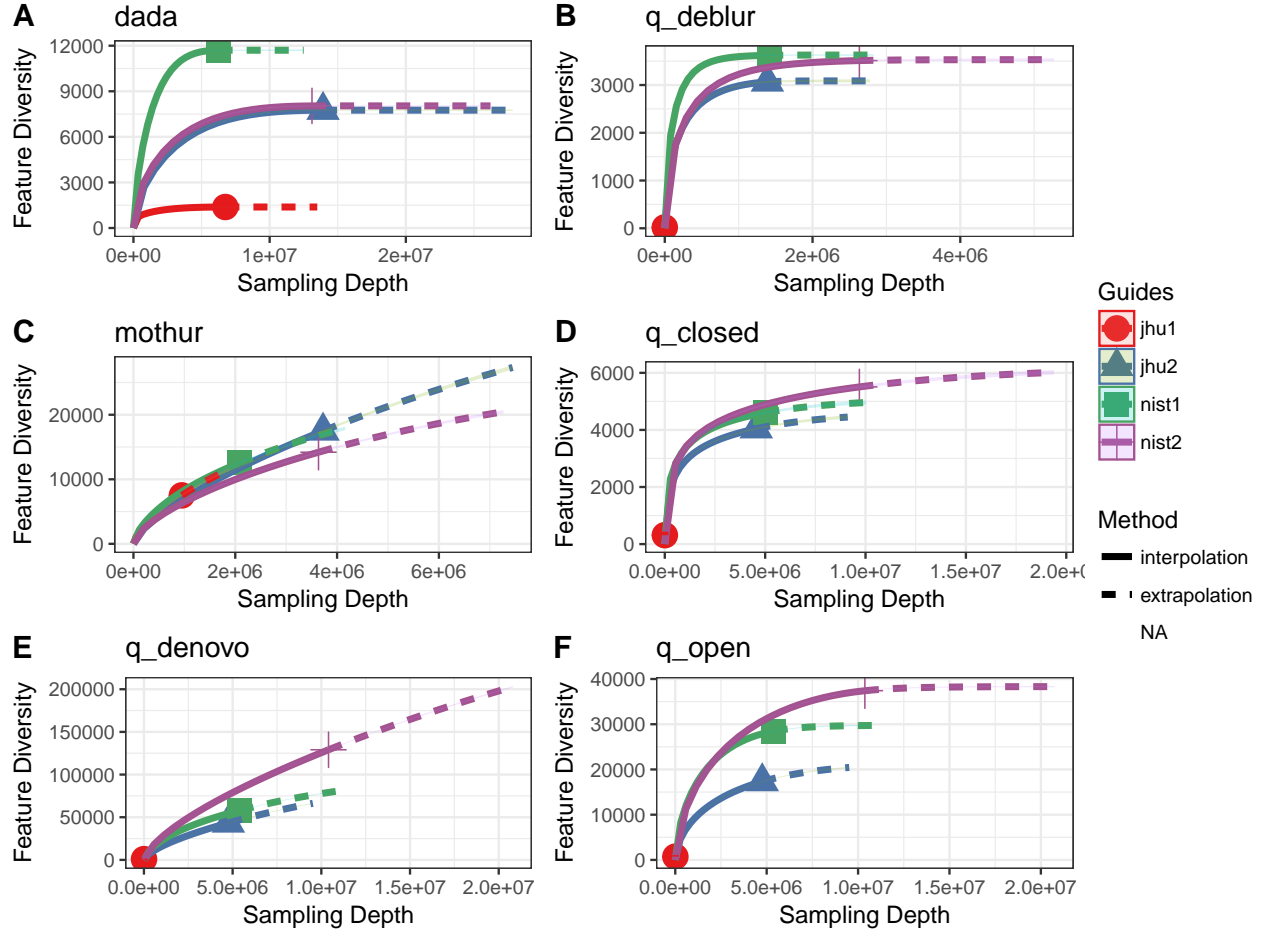 A dada
12000
9000
6000
3000
0
Feature Diversity
0e+00 1e+07 2e+07
Sampling Depth
B q_deblur
3000
2000
1000
0
Feature Diversity
0e+00 2e+06 4e+06
Sampling Depth
C mothur
20000
10000
0
Feature Diversity
0e+00 2e+06 4e+06 6e+06
Sampling Depth
D q_closed
6000
4000
2000
0
Feature Diversity
0.0e+00 5.0e+06 1.0e+07 1.5e+07 2.0e+
Sampling Depth
E q_denovo
200000
150000
100000
50000
0
Feature Diversity
0.0e+00 5.0e+06 1.0e+07 1.5e+07 2.0e+07
Sampling Depth
F q_open
40000
30000
20000
10000
0
Feature Diversity
0.0e+00 5.0e+06 1.0e+07 1.5e+07 2.0e+07
Sampling Depth
Guides
jhu1
jhu2
nist1
nist2
Method
interpolation
extrapolation
NA